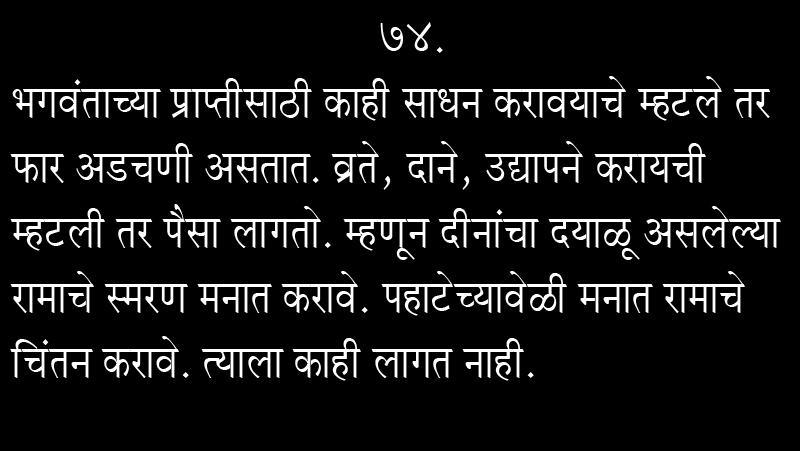 ७४.
भगवंताच्या प्राप्तीसाठी काही साधन करावयाचे म्हटले तर
फार अडचणी असतात. व्रते, दाने, उद्यापने करायची
म्हटली तर पैसा लागतो. म्हणून दीनांचा दयाळू असलेल्या
रामाचे स्मरण मनात करावे. पहाटेच्यावेळी मनात रामाचे
चिंतन करावे. त्याला काही लागत नाही.